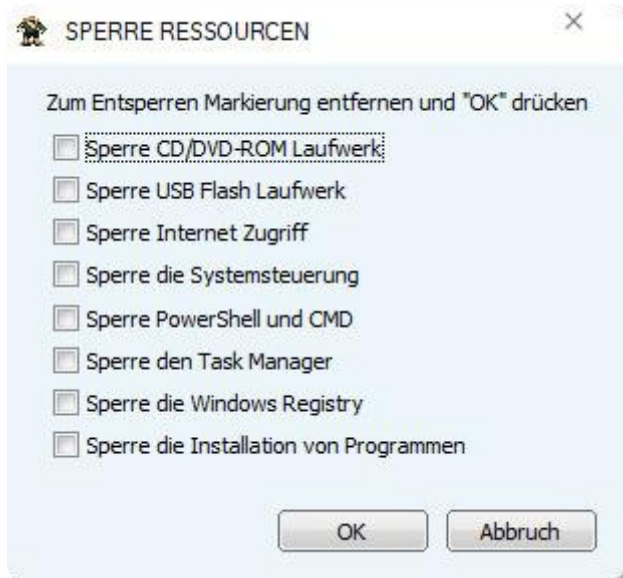 SPERRE RESSOURCEN
Zum Entsperren Markierung entfernen und "OK" drücken
Sperre CD/DVD-ROM Laufwerk
Sperre USB Flash Laufwerk
Sperre Internet Zugriff
Sperre die Systemsteuerung
Sperre PowerShell und CMD
Sperre den Task Manager
Sperre die Windows Registry
Sperre die Installation von Programmen
OK Abbruch